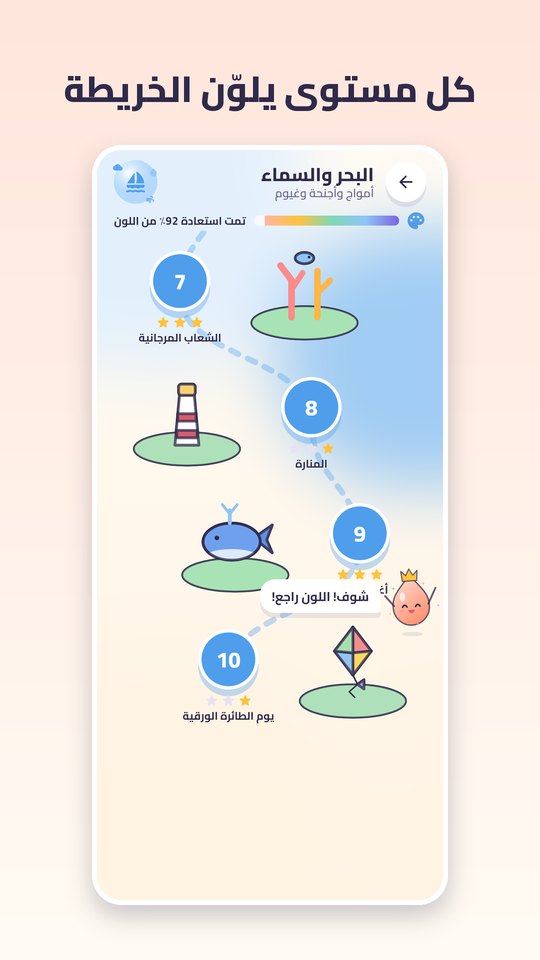 كل مستوى يلوّن الخريطة
البحر والسماء
أمواج وأجنحة وغيوم
تمت استعادة 92٪ من اللون
7
الشعاب المرجانية
8
المنارة
9
شوف! اللون راجع!
10
يوم الطائرة الورقية